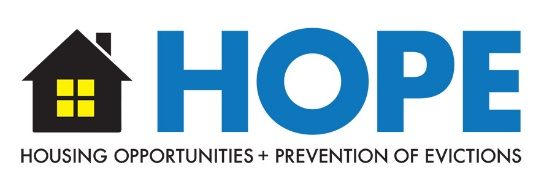 HOPE
HOUSING OPPORTUNITIES + PREVENTION OF EVICTIONS